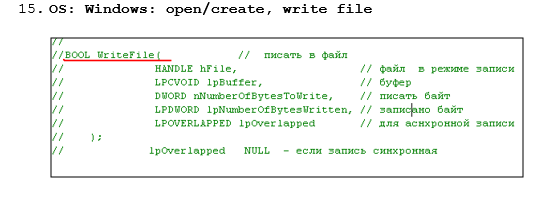 15. OS: Windows: open/create, write file
//
//BOOL WriteFile( // писать в файл
// HANDLE hFile, // файл в режиме записи
// LPCVOID lpBuffer, // буфер
// DWORD nNumberOfBytesToWrite, // писать байт
// LPDWORD lpNumberOfBytesWritten, // записано байт
// LPOVERLAPPED lpOverlapped // для аснхронной записи
// );
// lpOverlapped NULL - если запись синхронная